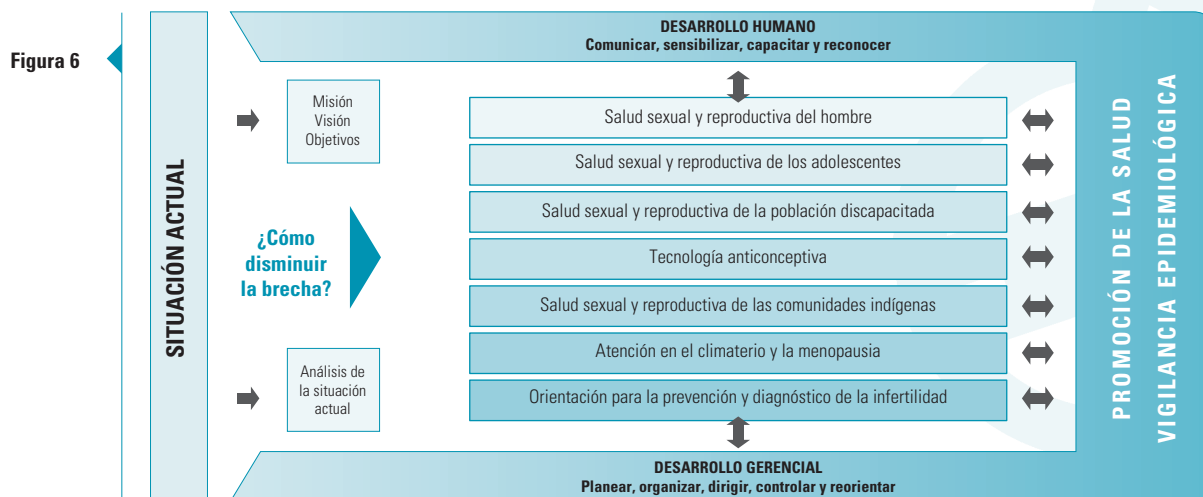 Figura 6
SITUACIÓN ACTUAL
DESARROLLO HUMANO
Comunicar, sensibilizar, capacitar y reconocer
Misión
Visión
Objetivos
¿Cómo
disminuir
la brecha?
Análisis de
la situación
actual
Salud sexual y reproductiva del hombre
Salud sexual y reproductiva de los adolescentes
Salud sexual y reproductiva de la población discapacitada
Tecnología anticonceptiva
Salud sexual y reproductiva de las comunidades indígenas
Atención en el climaterio y la menopausia
Orientación para la prevención y diagnóstico de la infertilidad
DESARROLLO GERENCIAL
Planear, organizar, dirigir, controlar y reorientar
PROMOCIÓN DE LA SALUD
VIGILANCIA EPIDEMIOLÓGICA